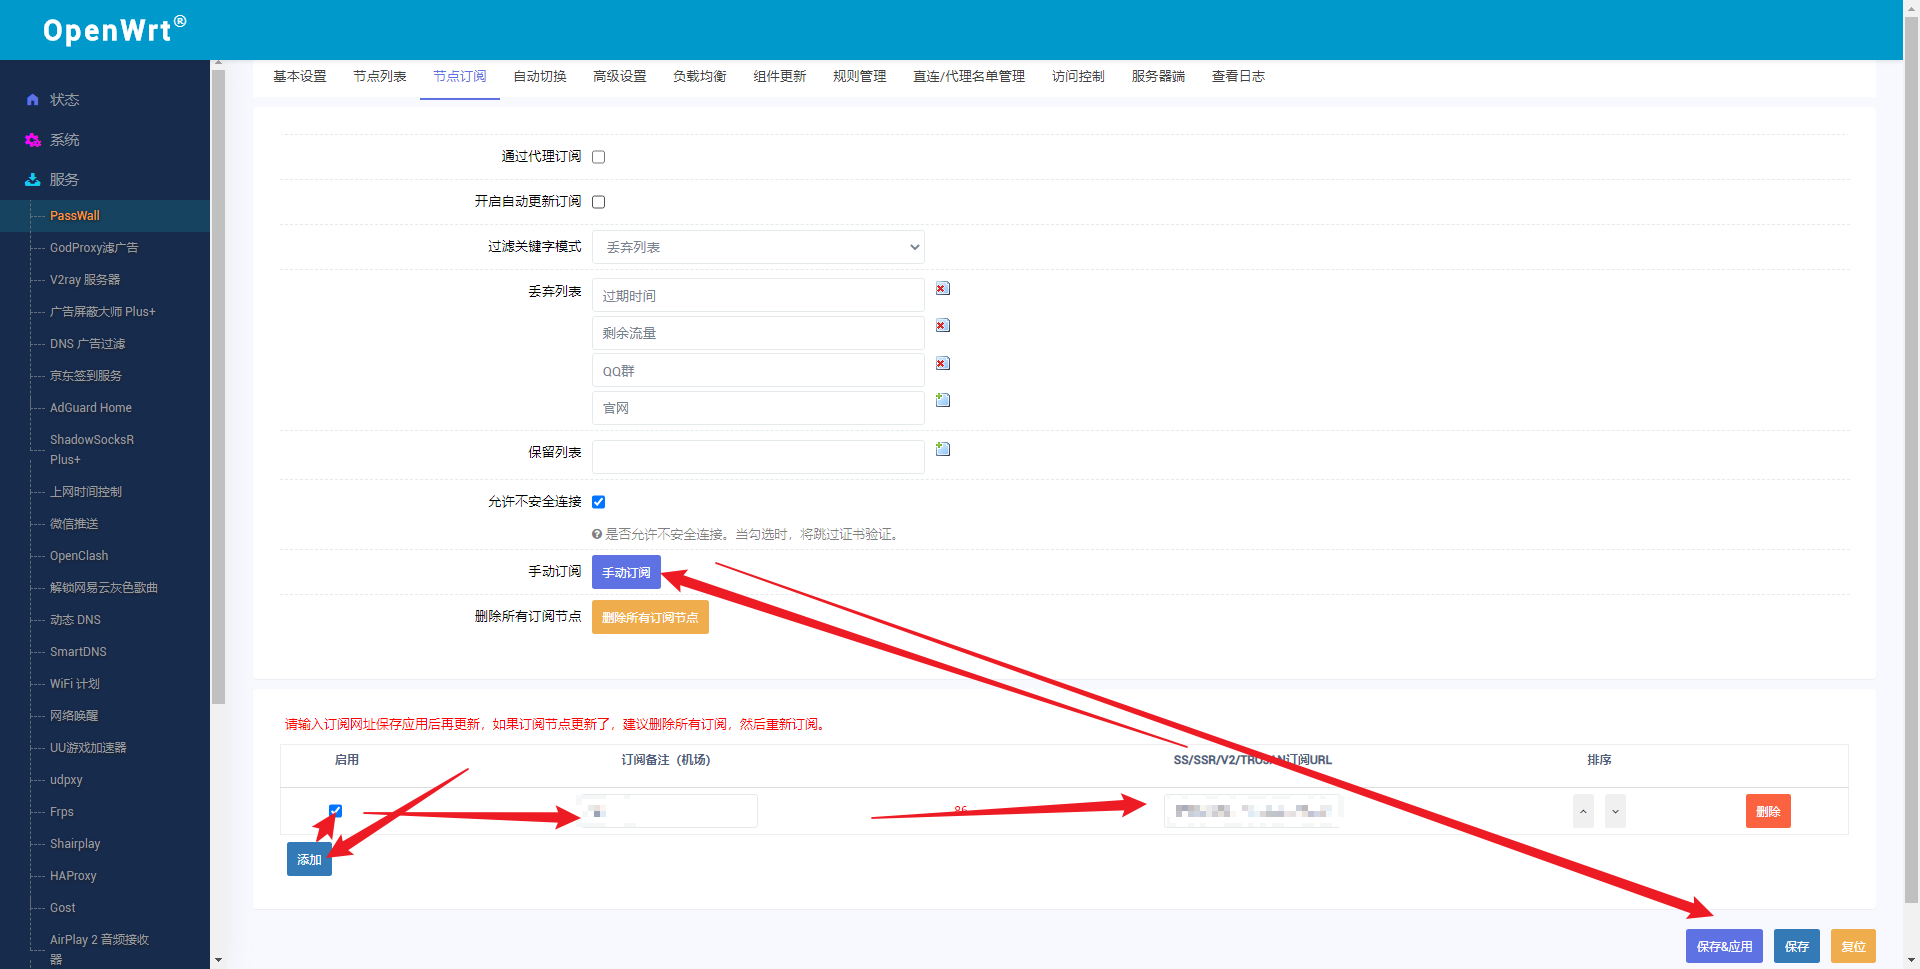 OpenWrt®
基本设置 节点列表 节点订阅 自动切换 高级设置 负载均衡 组件更新 规则管理 直连/代理名单管理 访问控制 服务器端 查看日志
状态
系统
服务
PassWall
GodProxy滤广告
V2ray 服务器
广告屏蔽大师 Plus+
DNS 广告过滤
京东签到服务
AdGuard Home
ShadowSocksR
Plus+
上网时间控制
微信推送
OpenClash
解锁网易云灰色歌曲
动态 DNS
SmartDNS
WiFi 计划
网络唤醒
UU游戏加速器
udpxy
Frps
Shairplay
HAProxy
Gost
AirPlay 2 音频接收
器
通过代理订阅
开启自动更新订阅
过滤关键字模式 丢弃列表
丢弃列表 过期时间
剩余流量
QQ群
官网
保留列表
允许不安全连接
是否允许不安全连接。当勾选时，将跳过证书验证。
手动订阅 手动订阅
删除所有订阅节点 删除所有订阅节点
请输入订阅网址保存应用后再更新，如果订阅节点更新了，建议删除所有订阅，然后重新订阅。
启用 订阅备注（机场） SS/SSR/V2/TROJAN订阅URL 排序
86 删除
添加
保存&应用 保存 复位